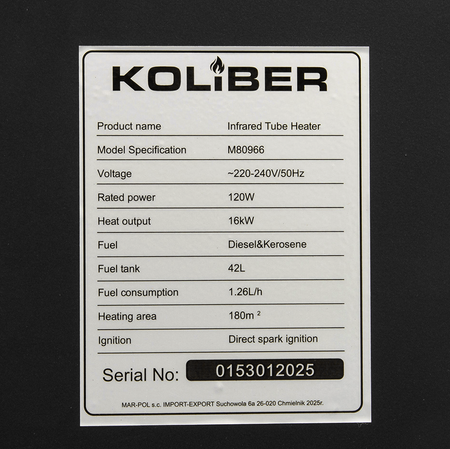 KOLiBER
Product name Infrared Tube Heater
Model Specification M80966
Voltage ~220-240V/50Hz
Rated power 120W
Heat output 16kW
Fuel Diesel&Kerosene
Fuel tank 42L
Fuel consumption 1.26L/h
Heating area 180m ²
Ignition Direct spark ignition
Serial No: 0153012025
MAR-POL s.c. IMPORT-EXPORT Suchowola 6a 26-020 Chmielnik 2025r.